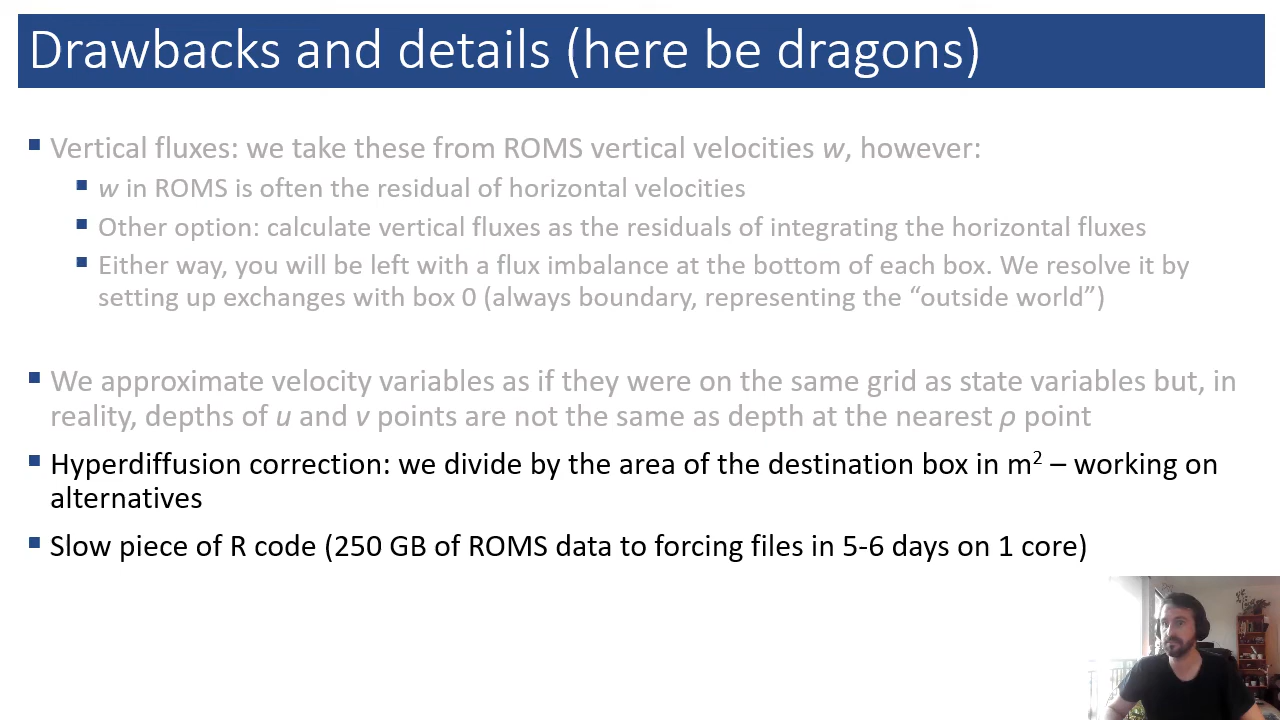 Drawbacks and details (here be dragons)
Vertical fluxes: we take these from ROMS vertical velocities w, however:
w in ROMS is often the residual of horizontal velocities
Other option: calculate vertical fluxes as the residuals of integrating the horizontal fluxes
Either way, you will be left with a flux imbalance at the bottom of each box. We resolve it by
setting up exchanges with box 0 (always boundary, representing the “outside world”)
We approximate velocity variables as if they were on the same grid as state variables but, in
reality, depths of u and v points are not the same as depth at the nearest ρ point
Hyperdiffusion correction: we divide by the area of the destination box in m² – working on
alternatives
Slow piece of R code (250 GB of ROMS data to forcing files in 5-6 days on 1 core)